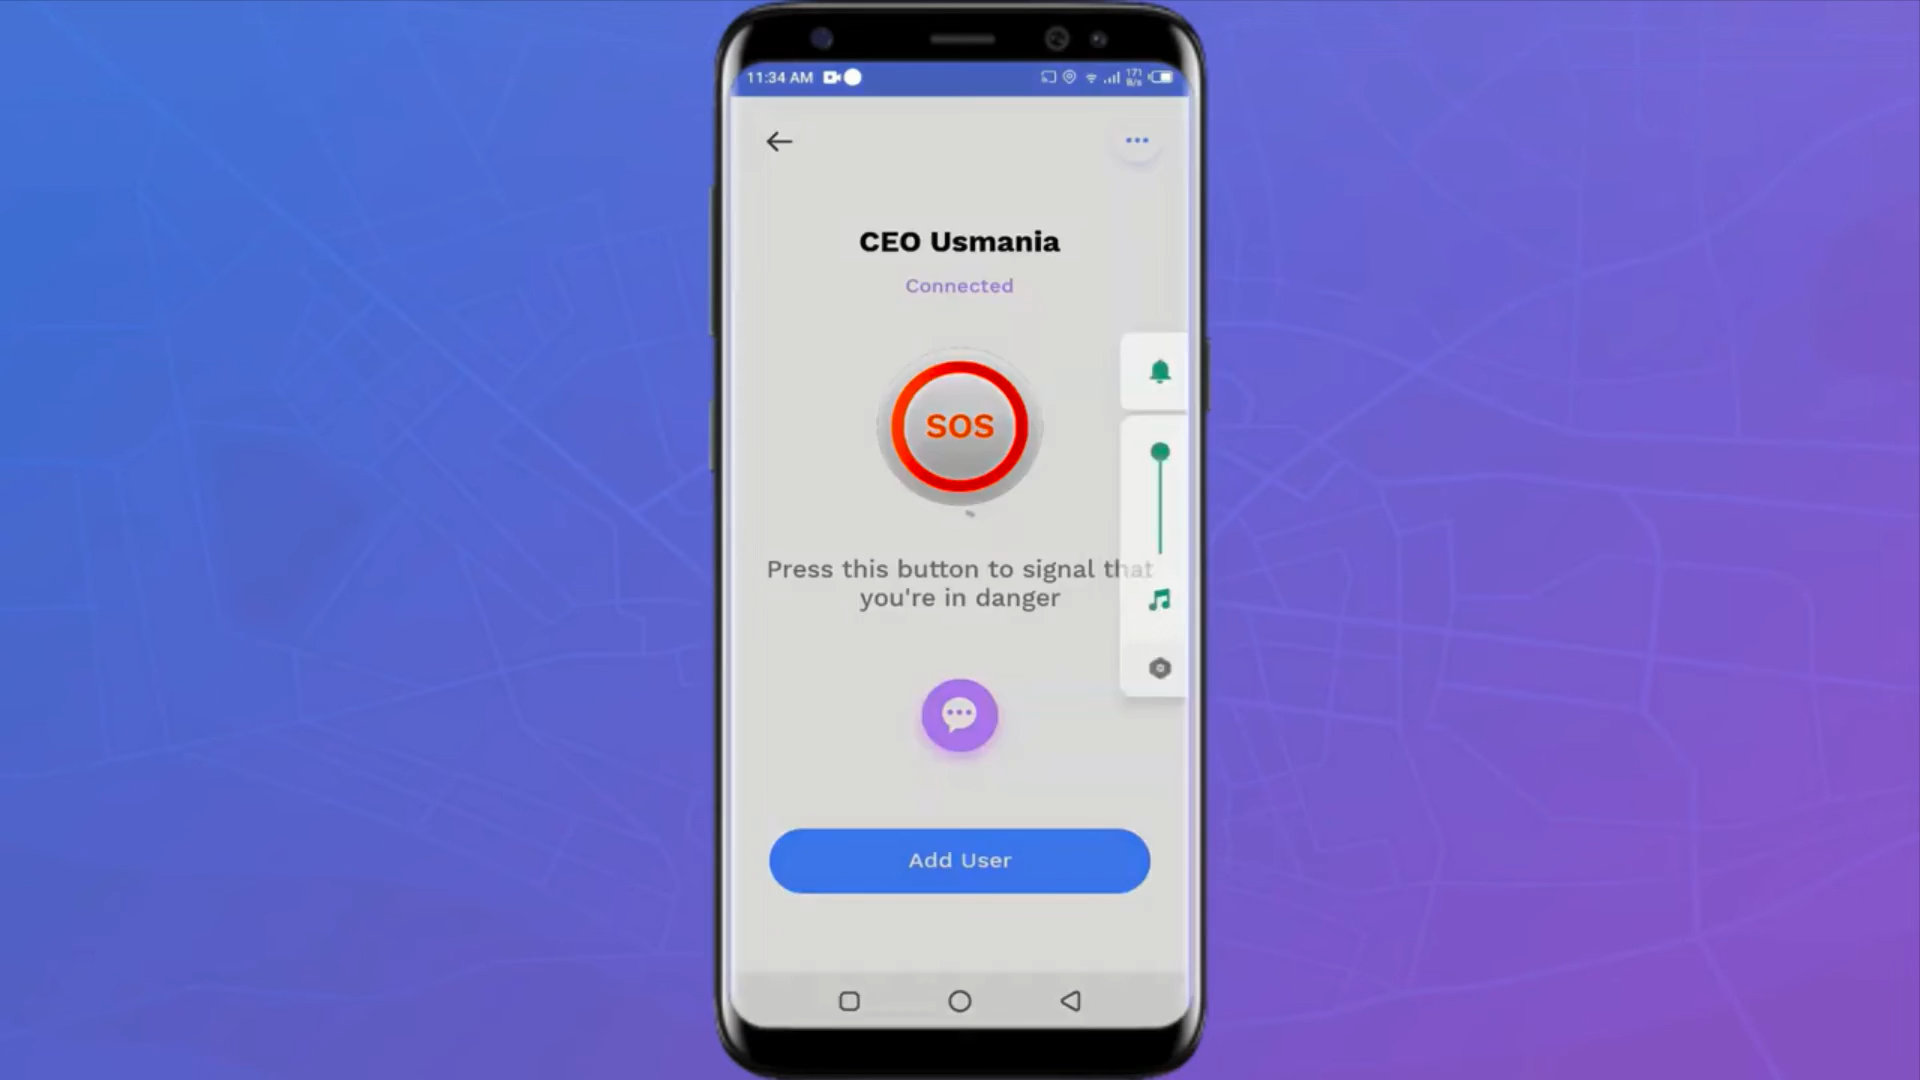 11:34 AM
171
B/s
CEO Usmania
Connected
SOS
Press this button to signal that
you're in danger
Add User